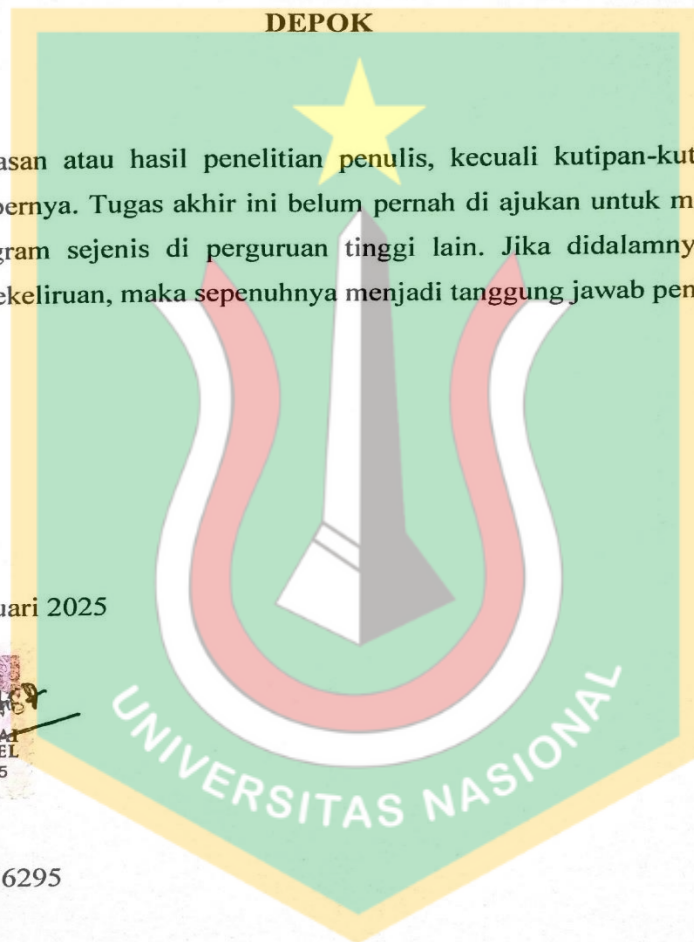 DEPOK
asan atau hasil penelitian penulis, kecuali kutipan-kut
bernya. Tugas akhir ini belum pernah di ajukan untuk m
gram sejenis di perguruan tinggi lain. Jika didalamny
ekeliruan, maka sepenuhnya menjadi tanggung jawab pen
uari 2025
EL
5
6295
UNIVERSITAS NASIONAL